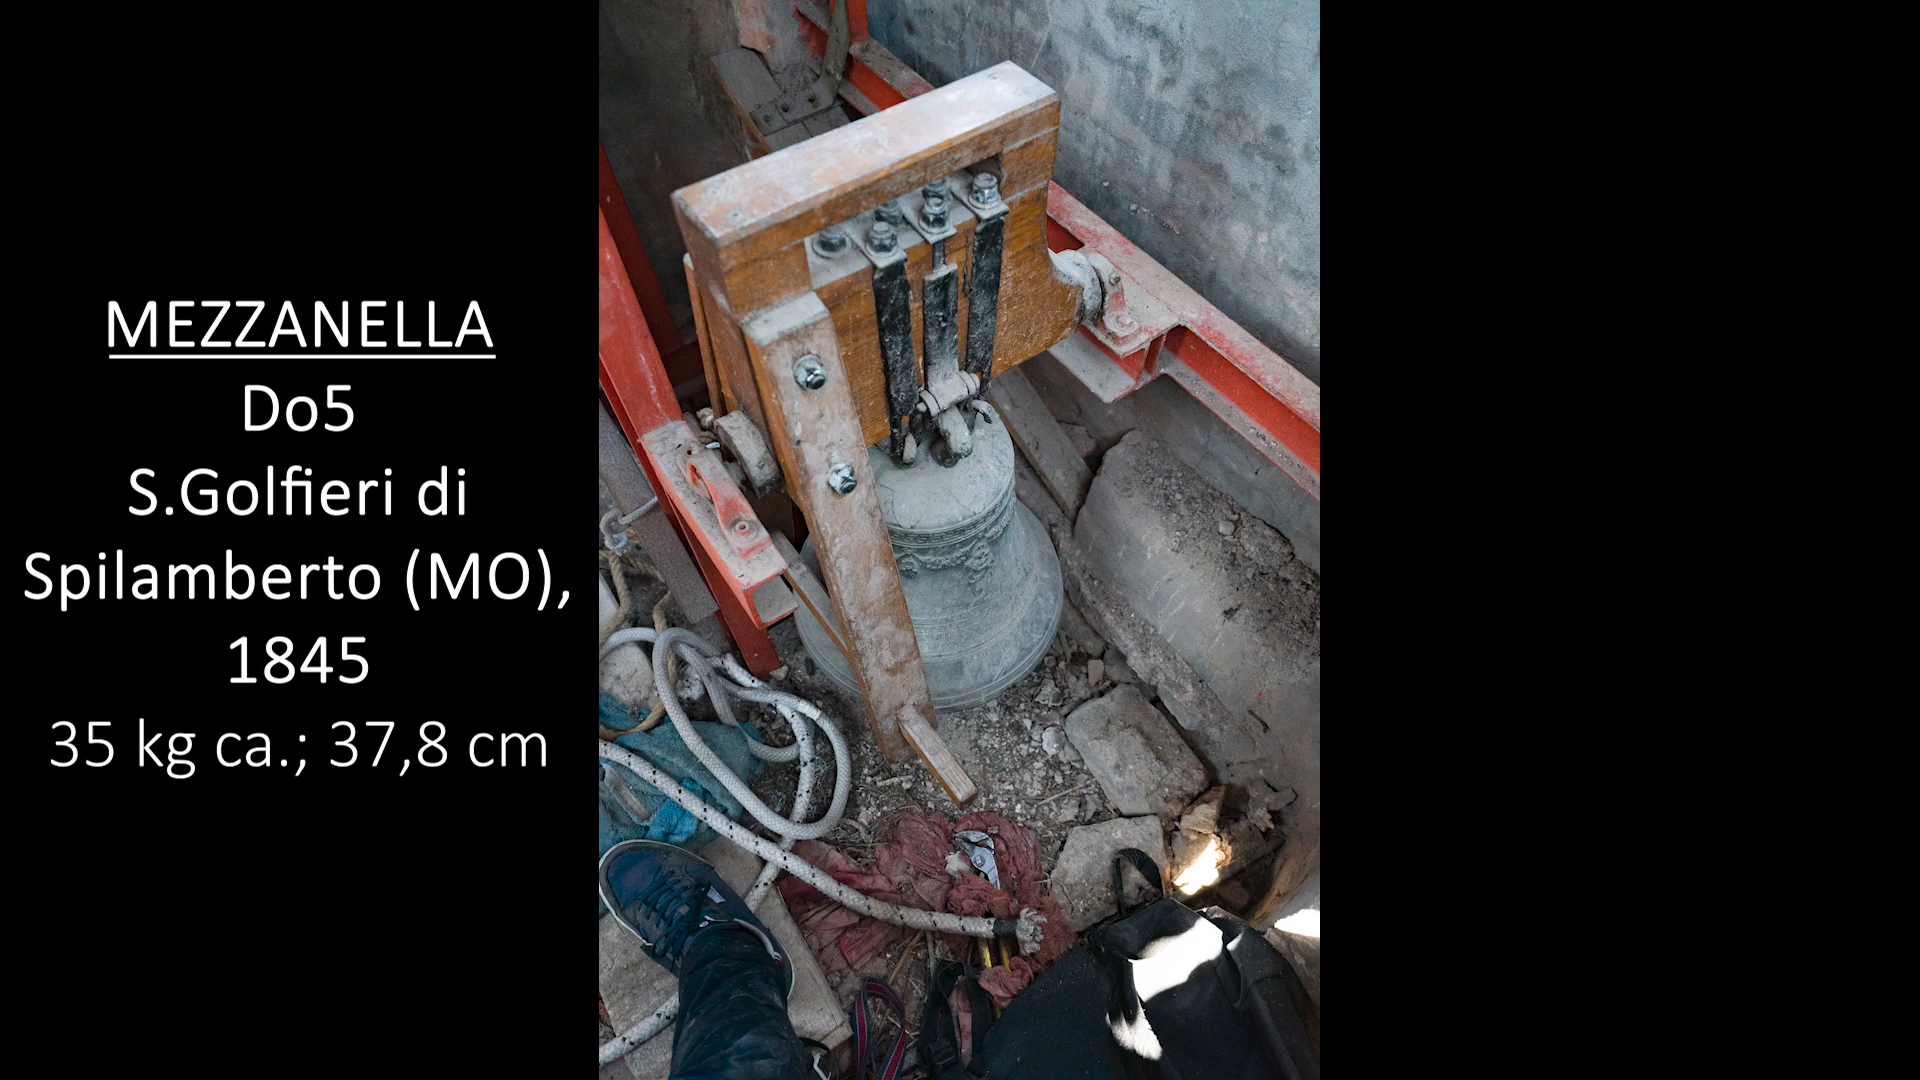 MEZZANELLA
Do5
S.Golfieri di
Spilamberto (MO),
1845
35 kg ca.; 37,8 cm